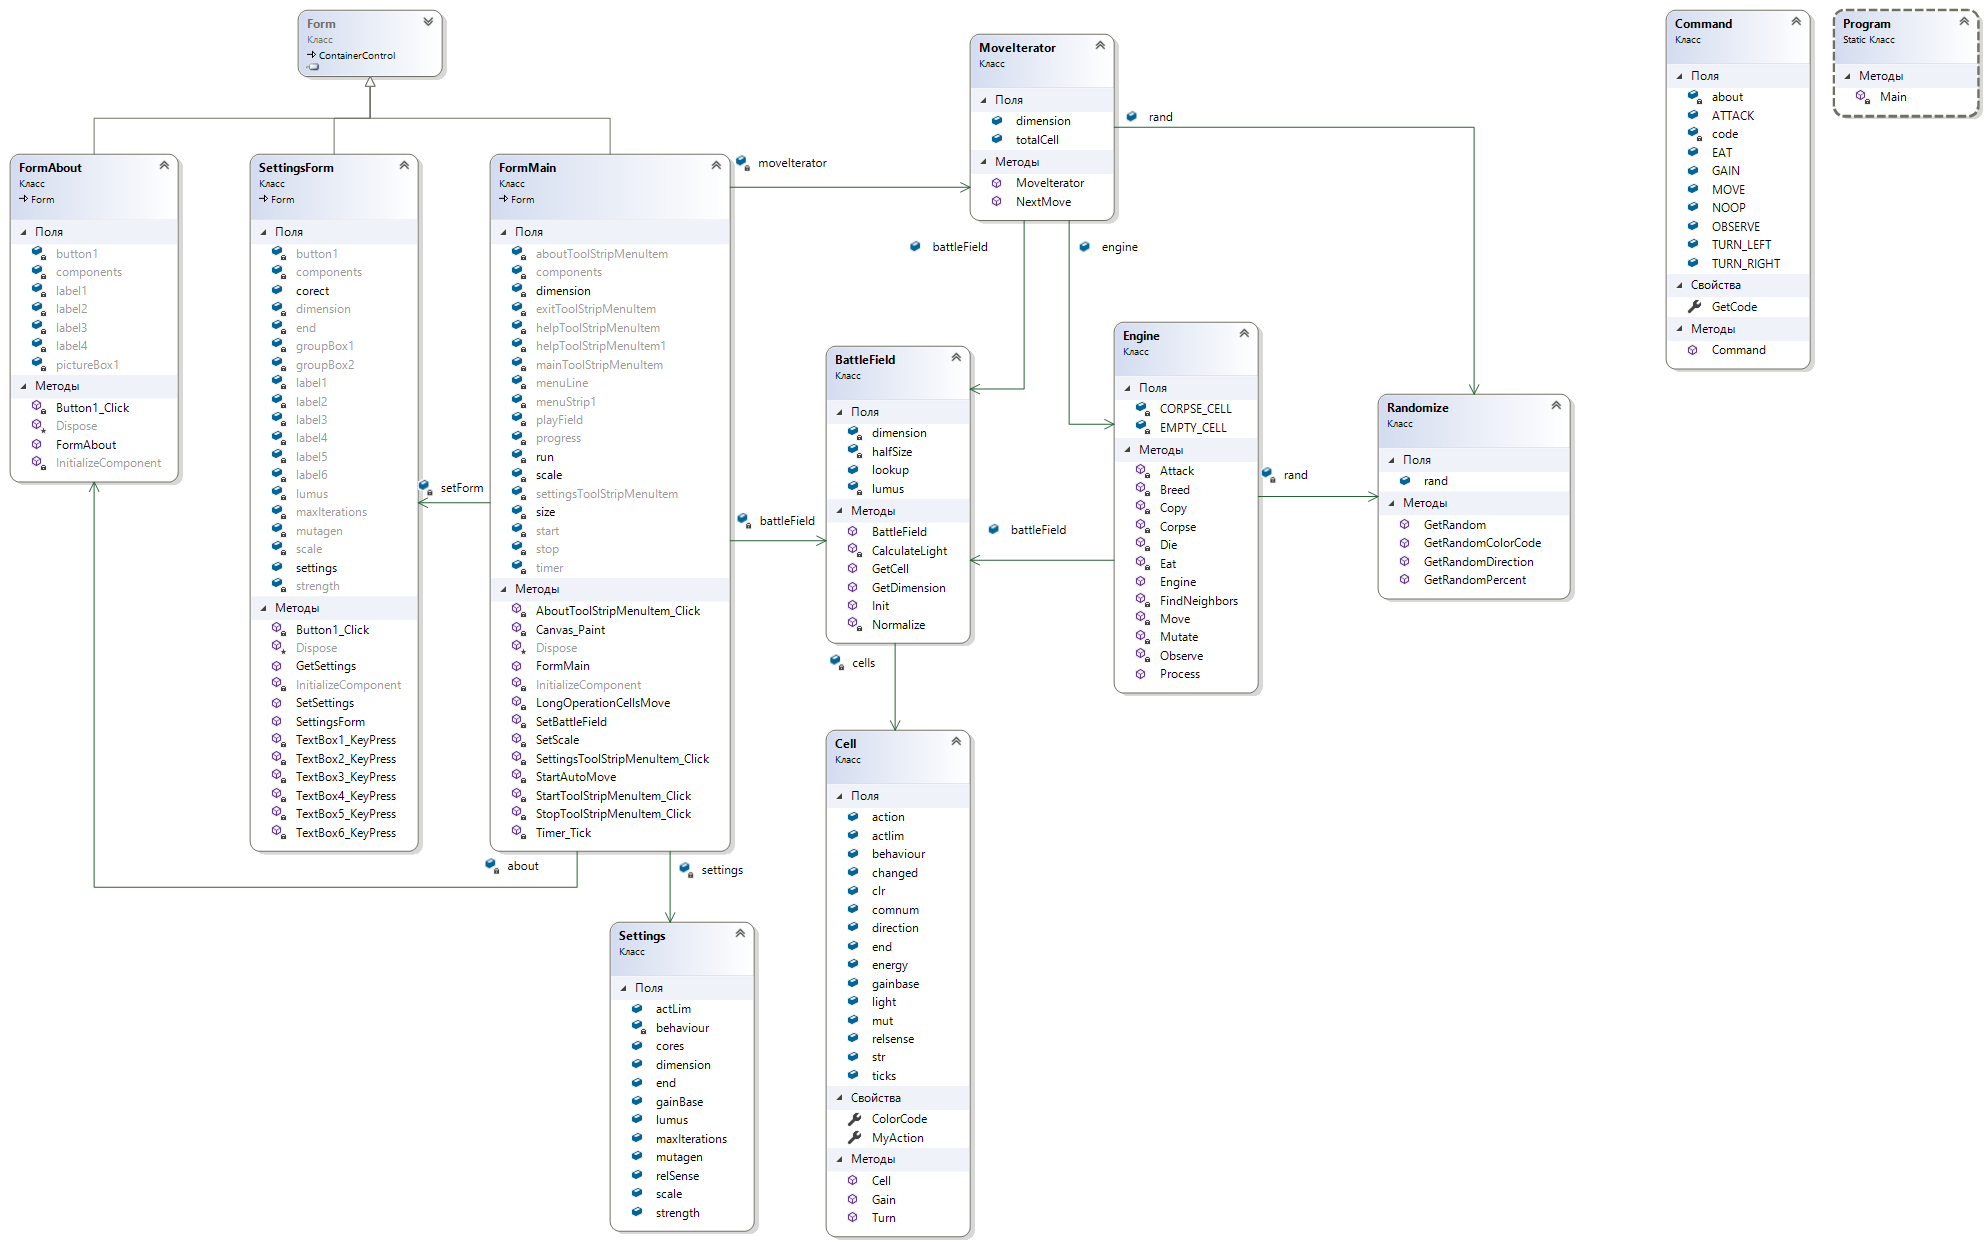 Form
Класс
ContainerControl
FormAbout
Класс
Form
Поля
button1
components
label1
label2
label3
label4
pictureBox1
Методы
Button1_Click
Dispose
FormAbout
InitializeComponent
SettingsForm
Класс
Form
Поля
button1
components
corect
dimension
end
groupBox1
groupBox2
label1
label2
label3
label4
label5
label6
lumus
maxIterations
mutagen
scale
settings
strength
Методы
Button1_Click
Dispose
GetSettings
InitializeComponent
SetSettings
SettingsForm
TextBox1_KeyPress
TextBox2_KeyPress
TextBox3_KeyPress
TextBox4_KeyPress
TextBox5_KeyPress
TextBox6_KeyPress
setForm
FormMain
Класс
Form
Поля
aboutToolStripMenuItem
components
dimension
exitToolStripMenuItem
helpToolStripMenuItem
helpToolStripMenuItem1
mainToolStripMenuItem
menuLine
menuStrip1
playField
progress
run
scale
settingsToolStripMenuItem
size
start
stop
timer
Методы
AboutToolStripMenuItem_Click
Canvas_Paint
Dispose
FormMain
InitializeComponent
LongOperationCellsMove
SetBattleField
SetScale
SettingsToolStripMenuItem_Click
StartAutoMove
StartToolStripMenuItem_Click
StopToolStripMenuItem_Click
Timer_Tick
about
settings
moveIterator
battleField
Settings
Класс
Поля
actLim
behaviour
cores
dimension
end
gainBase
lumus
maxIterations
mutagen
relSense
scale
strength
MoveIterator
Класс
Поля
dimension
totalCell
Методы
MoveIterator
NextMove
rand
battleField
engine
BattleField
Класс
Поля
dimension
halfSize
lookup
lumus
Методы
BattleField
CalculateLight
GetCell
GetDimension
Init
Normalize
cells
battleField
Cell
Класс
Поля
action
actlim
behaviour
changed
clr
comnum
direction
end
energy
gainbase
light
mut
relsense
str
ticks
Свойства
ColorCode
MyAction
Методы
Cell
Gain
Turn
Engine
Класс
Поля
CORPSE_CELL
EMPTY_CELL
Методы
Attack
Breed
Copy
Corpse
Die
Eat
Engine
FindNeighbors
Move
Mutate
Observe
Process
rand
Randomize
Класс
Поля
rand
Методы
GetRandom
GetRandomColorCode
GetRandomDirection
GetRandomPercent
Command
Класс
Поля
about
ATTACK
code
EAT
GAIN
MOVE
NOOP
OBSERVE
TURN_LEFT
TURN_RIGHT
Свойства
GetCode
Методы
Command
Program
Static Класс
Методы
Main